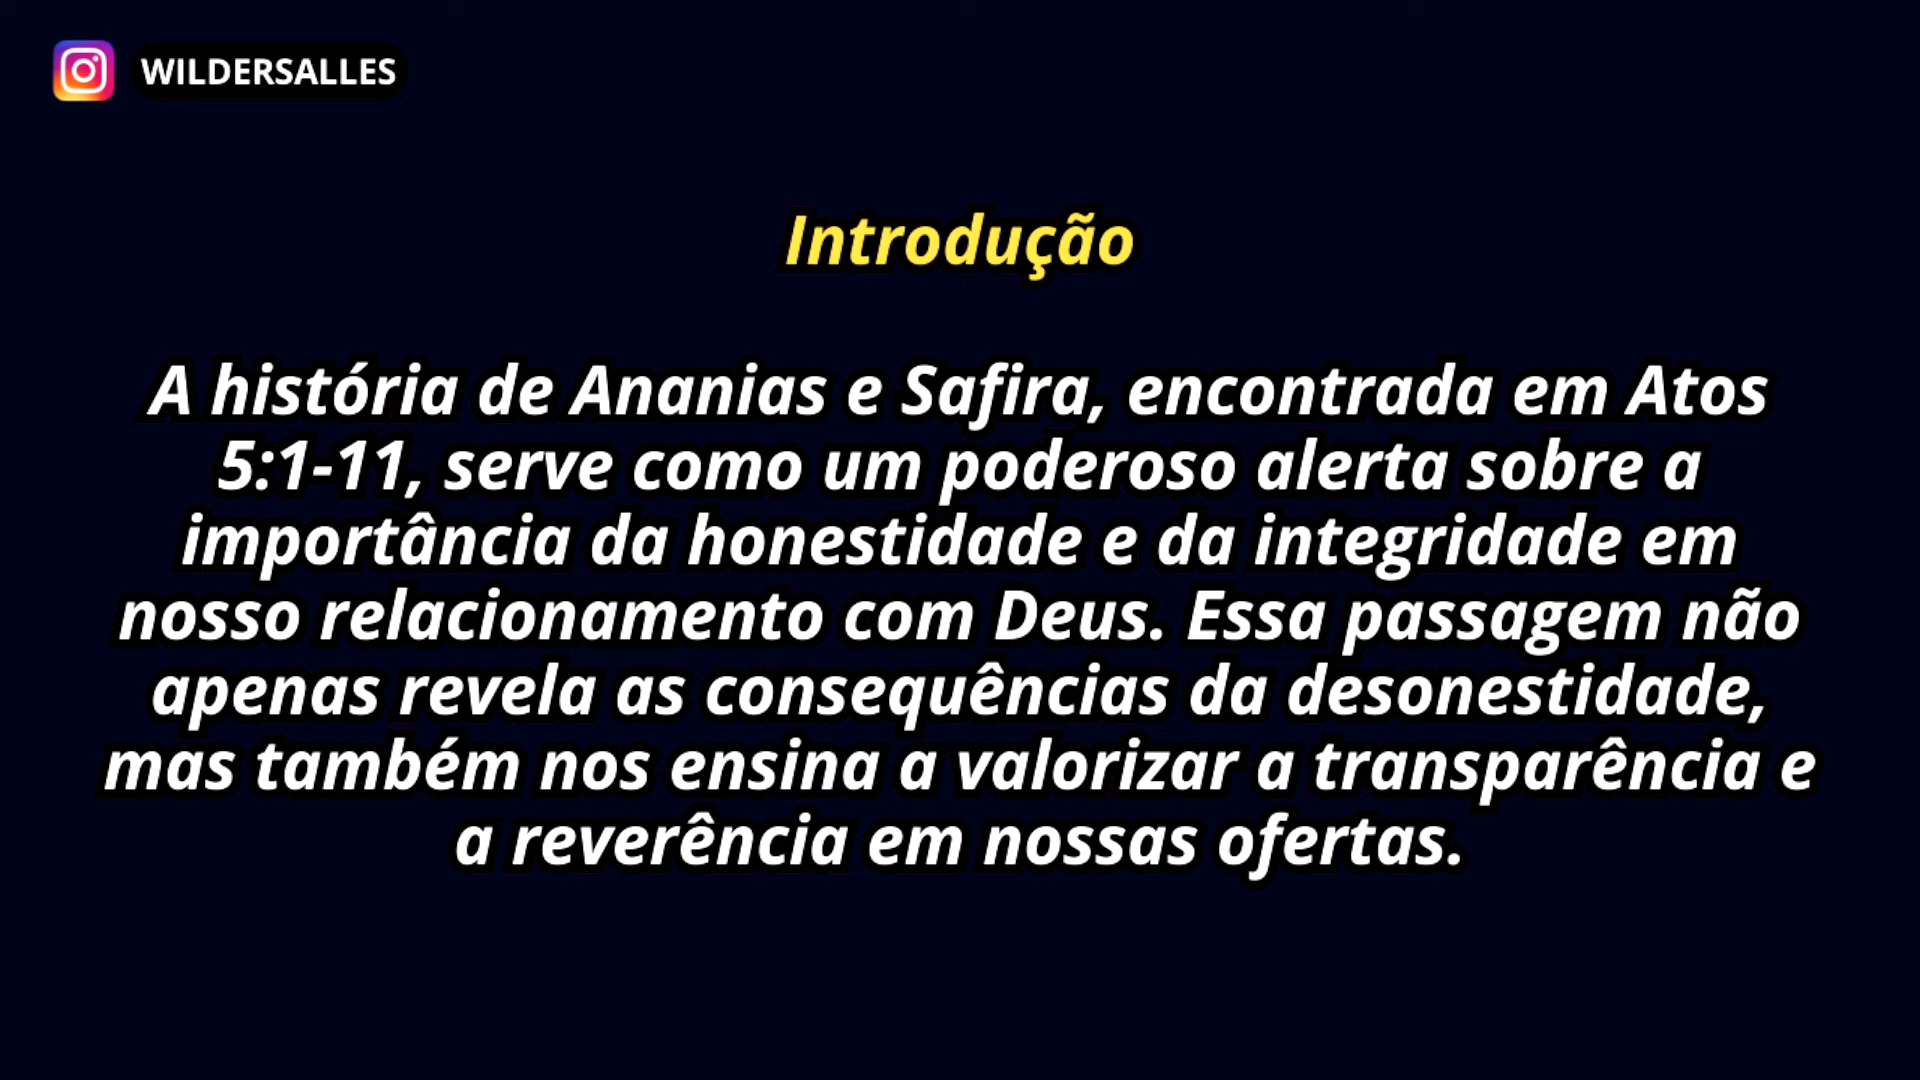 WILDERSALLES
Introdução
A história de Ananias e Safira, encontrada em Atos
5:1-11, serve como um poderoso alerta sobre a
importância da honestidade e da integridade em
nosso relacionamento com Deus. Essa passagem não
apenas revela as consequências da desonestidade,
mas também nos ensina a valorizar a transparência e
a reverência em nossas ofertas.